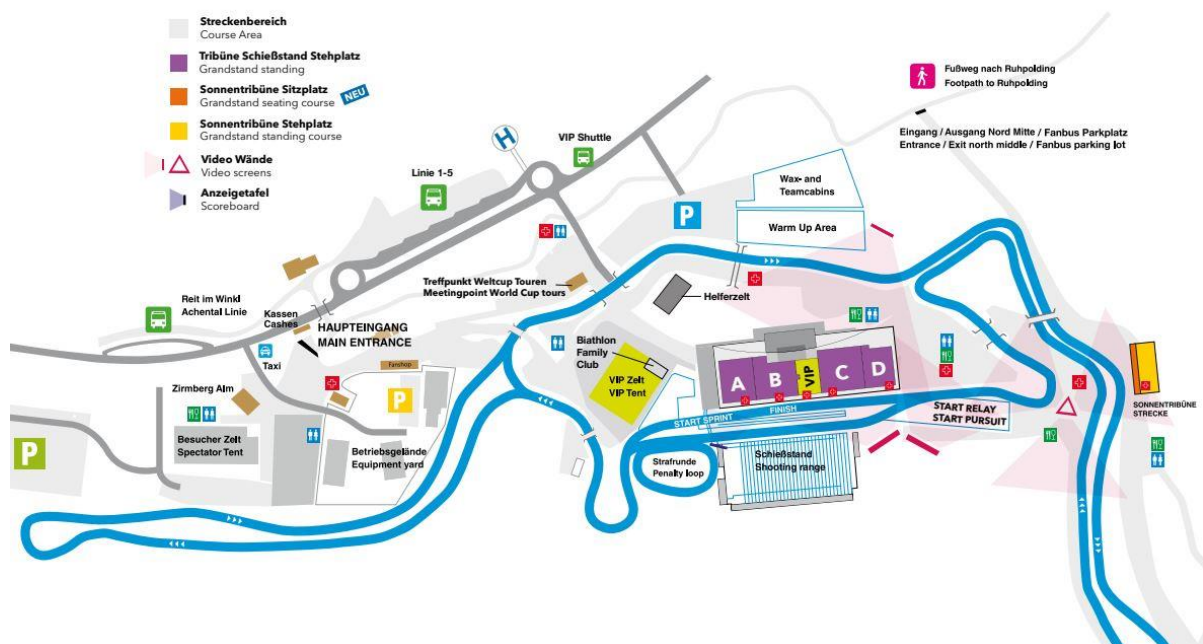 Streckenbereich
Course Area
Tribüne Schießstand Stehplatz
Grandstand standing
Sonnentribüne Sitzplatz
Grandstand seating course
NEU
Sonnentribüne Stehplatz
Grandstand standing course
Video Wände
Video screens
Anzeigetafel
Scoreboard
H
VIP Shuttle
Linie 1-5
Fußweg nach Ruhpolding
Footpath to Ruhpolding
Eingang / Ausgang Nord Mitte / Fanbus Parkplatz
Entrance / Exit north middle / Fanbus parking lot
Wax- and
Teamcabins
P
Warm Up Area
Treffpunkt Weltcup Touren
Meetingpoint World Cup tours
Helferzelt
Reit im Winkl
Achental Linie
Kassen
Cashes
HAUPTEINGANG
MAIN ENTRANCE
Taxi
Fanshop
Biathlon
Family
Club
VIP Zelt
VIP Tent
A
B
VIP
C
D
Zirmberg Alm
P
START SPRINT
FINISH
START RELAY
START PURSUIT
SONNENTRIBÜNE
STRECKE
P
Besucher Zelt
Spectator Tent
Betriebsgelände
Equipment yard
Strafrunde
Penalty loop
Schießstand
Shooting range